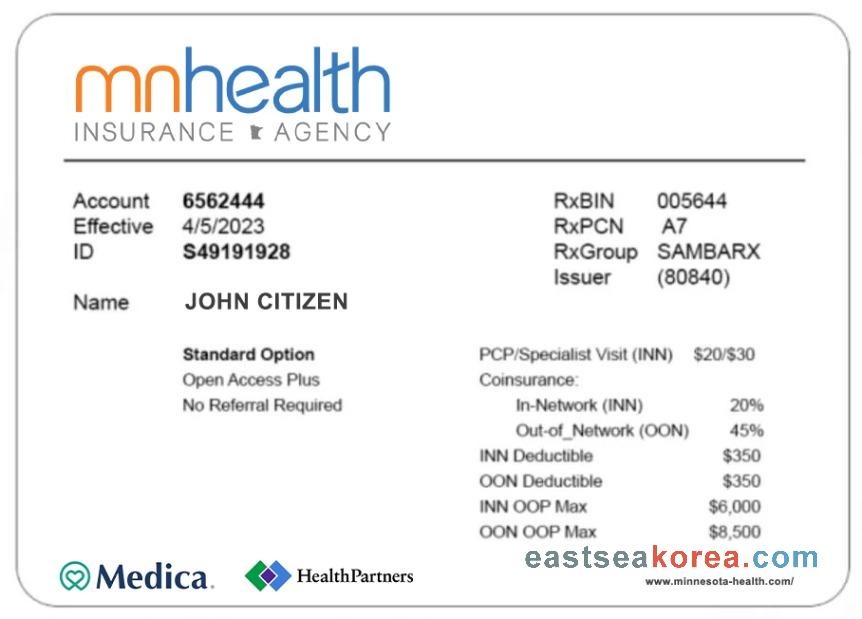 mnhealth
INSURANCE AGENCY
Account 6562444
Effective 4/5/2023
ID S49191928
Name JOHN CITIZEN
RxBIN 005644
RxPCN A7
RxGroup SAMBARX
Issuer (80840)
Standard Option
Open Access Plus
No Referral Required
PCP/Specialist Visit (INN) $20/$30
Coinsurance:
In-Network (INN) 20%
Out-of_Network (OON) 45%
INN Deductible $350
OON Deductible $350
INN OOP Max $6,000
OON OOP Max $8,500
eastseakorea.com
www.minnesota-health.com/
Medica.
HealthPartners